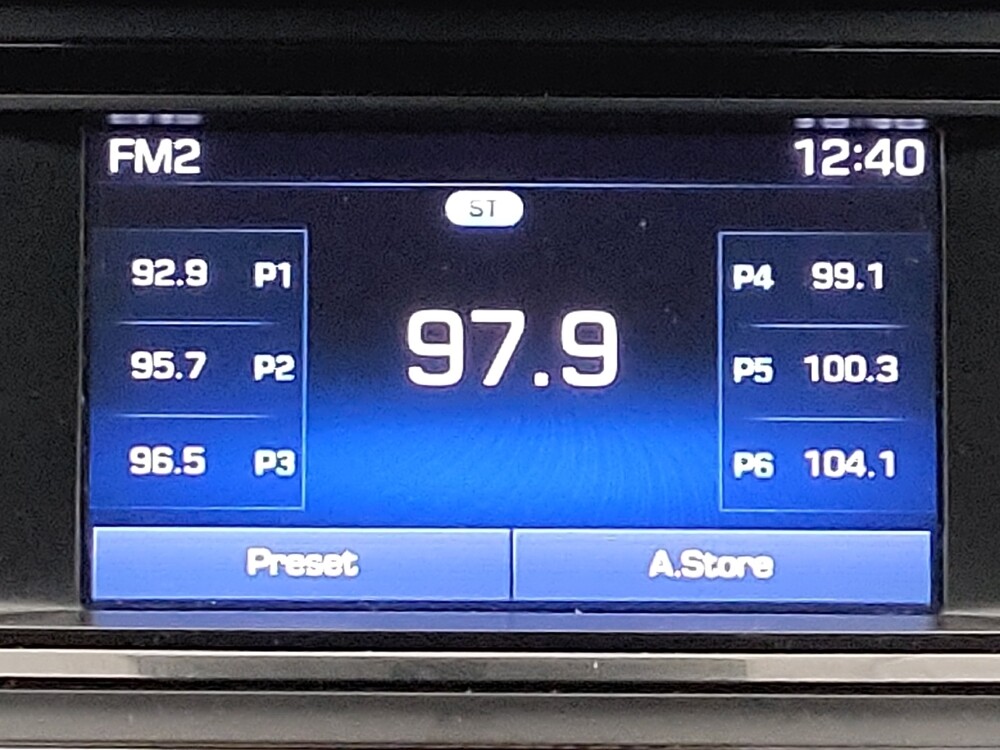 FM2 12:40
ST
92.9 P1
95.7 P2
96.5 P3
97.9
P4 99.1
P5 100.3
P6 104.1
Preset A.Store